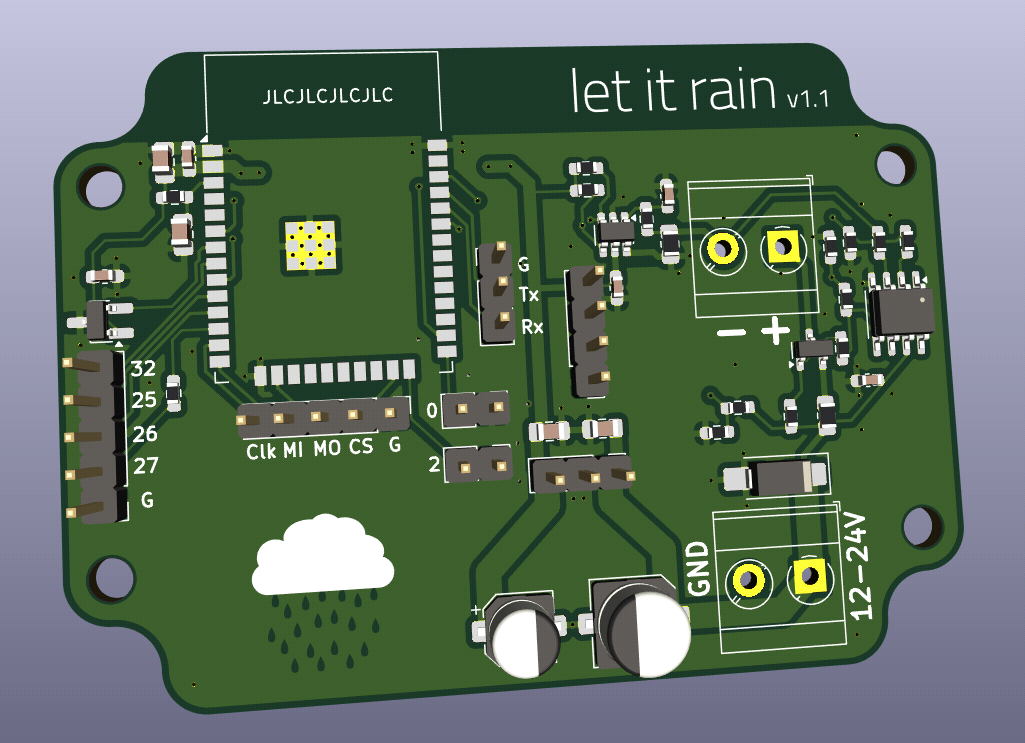 JLCJLCJLCJLC
let it rain v1.1
G
Tx
Rx
32
25
26
27
G
− +
0
2
Clk MI MO CS G
GND
12-24V
+